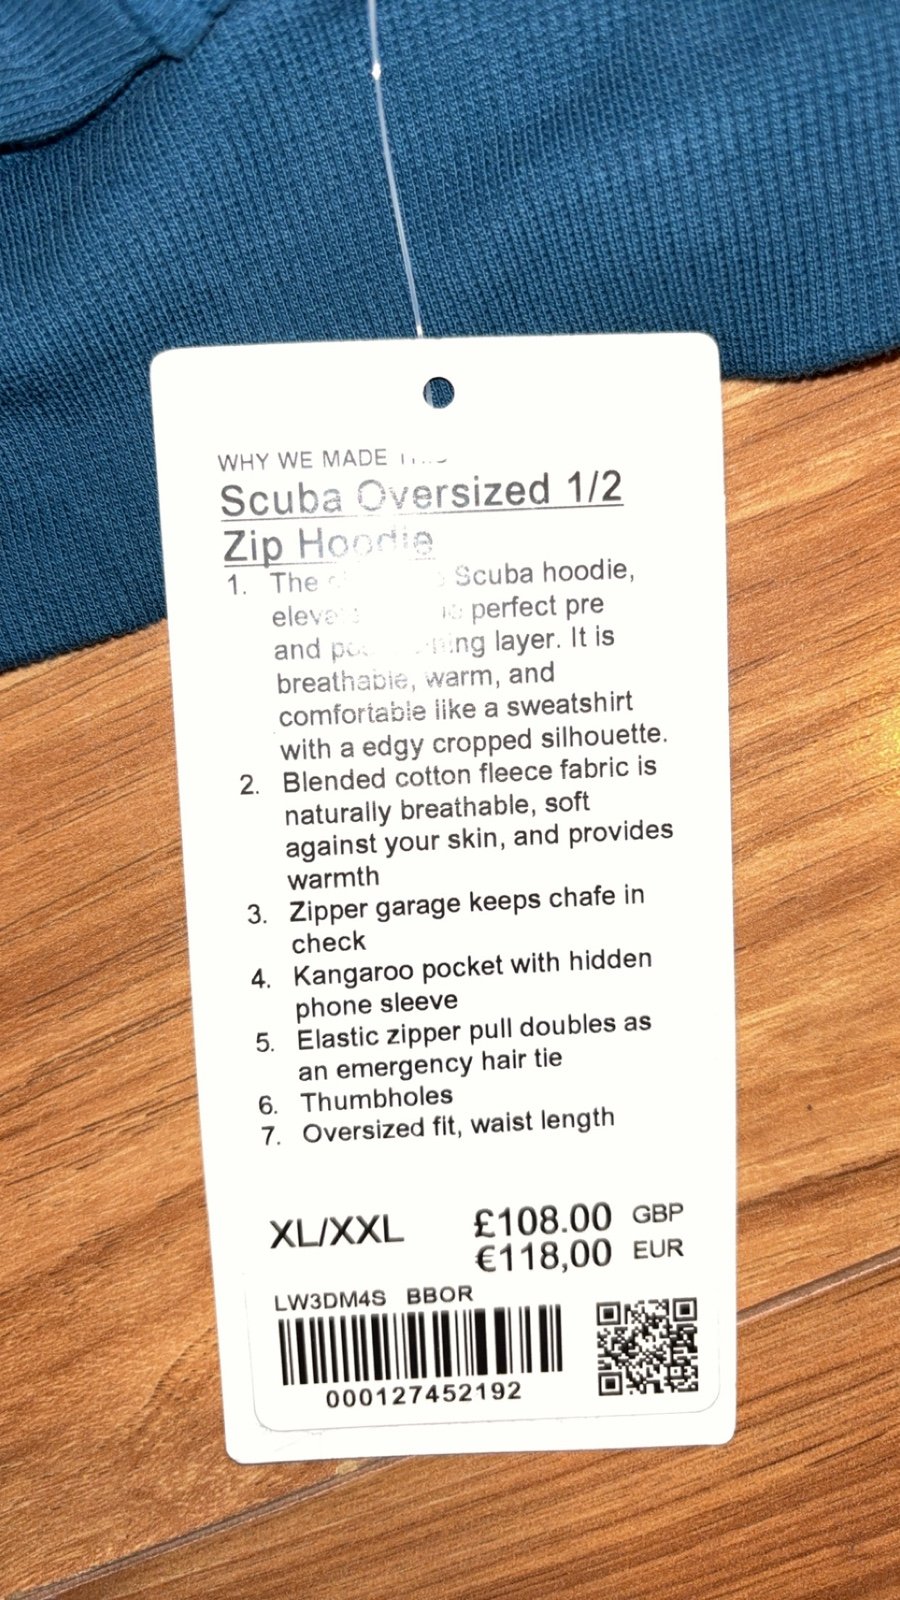 WHY WE MADE
Scuba Oversized 1/2
Zip Hoodie
1. The Scuba hoodie,
perfect pre
and layer. It is
breathable, warm, and
comfortable like a sweatshirt
with a edgy cropped silhouette.
2. Blended cotton fleece fabric is
naturally breathable, soft
against your skin, and provides
warmth
3. Zipper garage keeps chafe in
check
4. Kangaroo pocket with hidden
phone sleeve
5. Elastic zipper pull doubles as
an emergency hair tie
6. Thumbholes
7. Oversized fit, waist length
XL/XXL £108.00 GBP
€118,00 EUR
LW3DM4S BBOR
000127452192